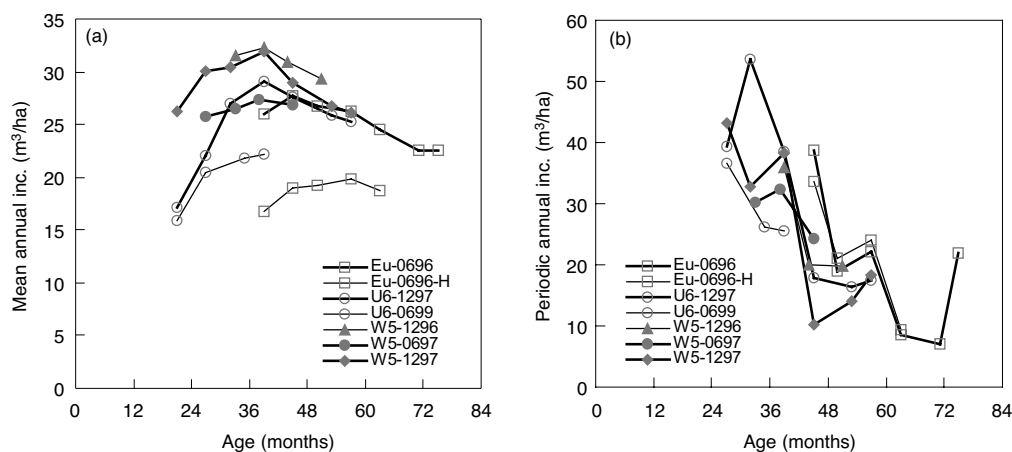 (a)
Mean annual inc. (m³/ha)
35
30
25
20
15
10
5
0
Eu-0696
Eu-0696-H
U6-1297
U6-0699
W5-1296
W5-0697
W5-1297
0 12 24 36 48 60 72 84
Age (months)
(b)
Periodic annual inc. (m³/ha)
60
50
40
30
20
10
0
Eu-0696
Eu-0696-H
U6-1297
U6-0699
W5-1296
W5-0697
W5-1297
0 12 24 36 48 60 72 84
Age (months)